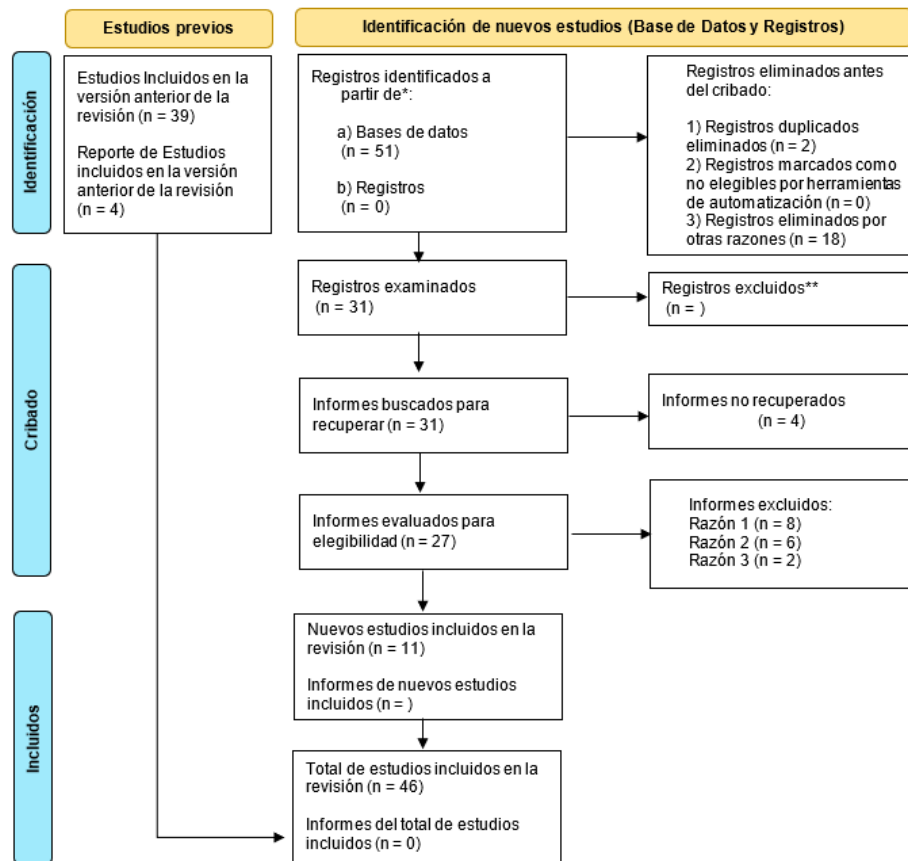 Estudios previos
Identificación de nuevos estudios (Base de Datos y Registros)
Identificación
Estudios Incluidos en la
versión anterior de la
revisión (n = 39)
Reporte de Estudios
incluidos en la versión
anterior de la revisión
(n = 4)
Registros identificados a
partir de*:
a) Bases de datos
(n = 51)
b) Registros
(n = 0)
Registros eliminados antes
del cribado:
1) Registros duplicados
eliminados (n = 2)
2) Registros marcados como
no elegibles por herramientas
de automatización (n = 0)
3) Registros eliminados por
otras razones (n = 18)
Cribado
Registros examinados
(n = 31)
Registros excluidos**
(n = )
Informes buscados para
recuperar (n = 31)
Informes no recuperados
(n = 4)
Informes evaluados para
elegibilidad (n = 27)
Informes excluidos:
Razón 1 (n = 8)
Razón 2 (n = 6)
Razón 3 (n = 2)
Incluidos
Nuevos estudios incluidos en la
revisión (n = 11)
Informes de nuevos estudios
incluidos (n = )
Total de estudios incluidos en la
revisión (n = 46)
Informes del total de estudios
incluidos (n = 0)